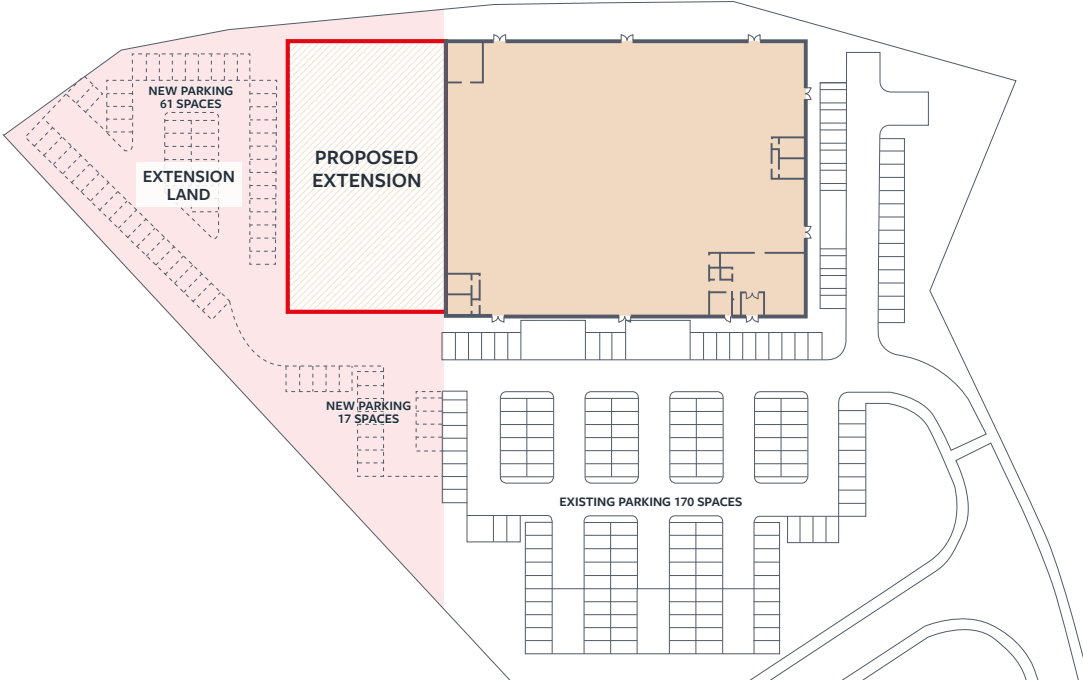 NEW PARKING
61 SPACES
EXTENSION
LAND
PROPOSED
EXTENSION
NEW PARKING
17 SPACES
EXISTING PARKING 170 SPACES